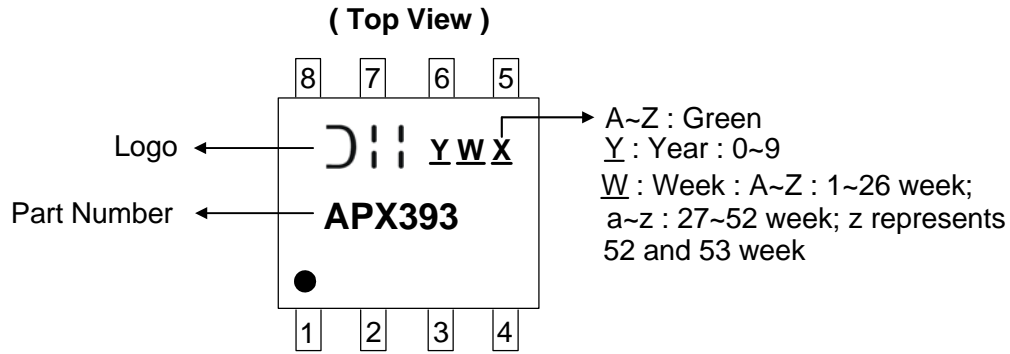 ( Top View )
8 7 6 5
Logo
Y W X
A~Z : Green
Y : Year : 0~9
W : Week : A~Z : 1~26 week;
a~z : 27~52 week; z represents
52 and 53 week
Part Number
APX393
1 2 3 4